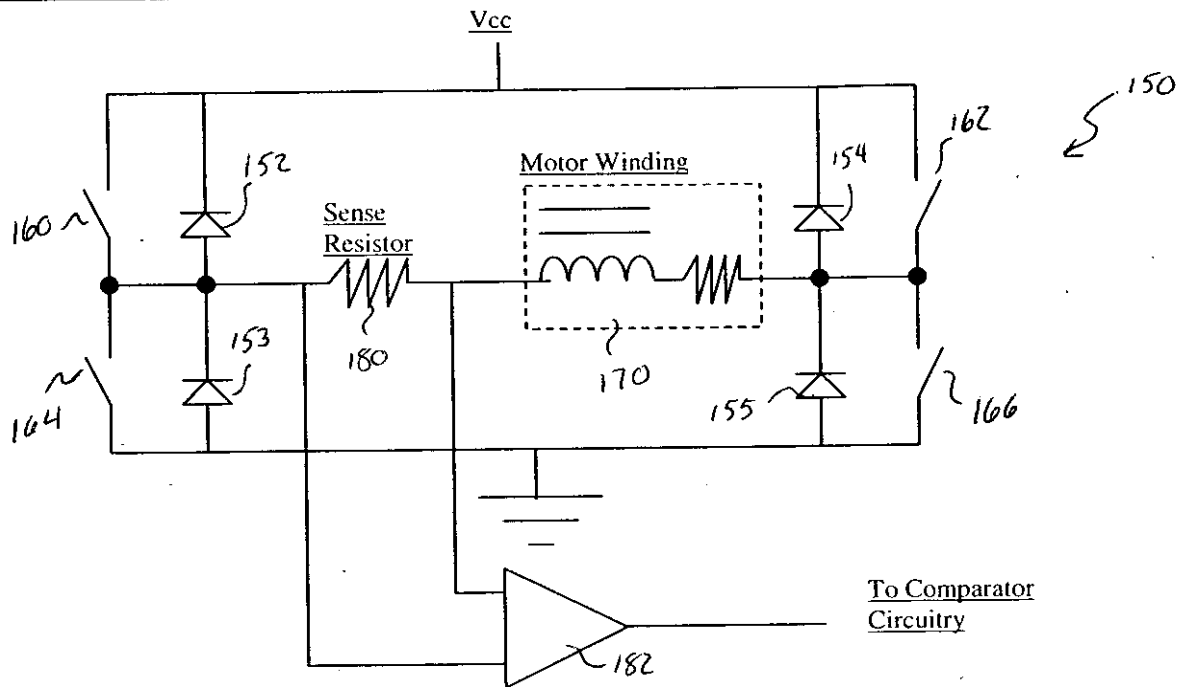 Vcc
150
162
152
Motor Winding
154
160
Sense
Resistor
153
180
170
164
155
166
To Comparator
Circuitry
182